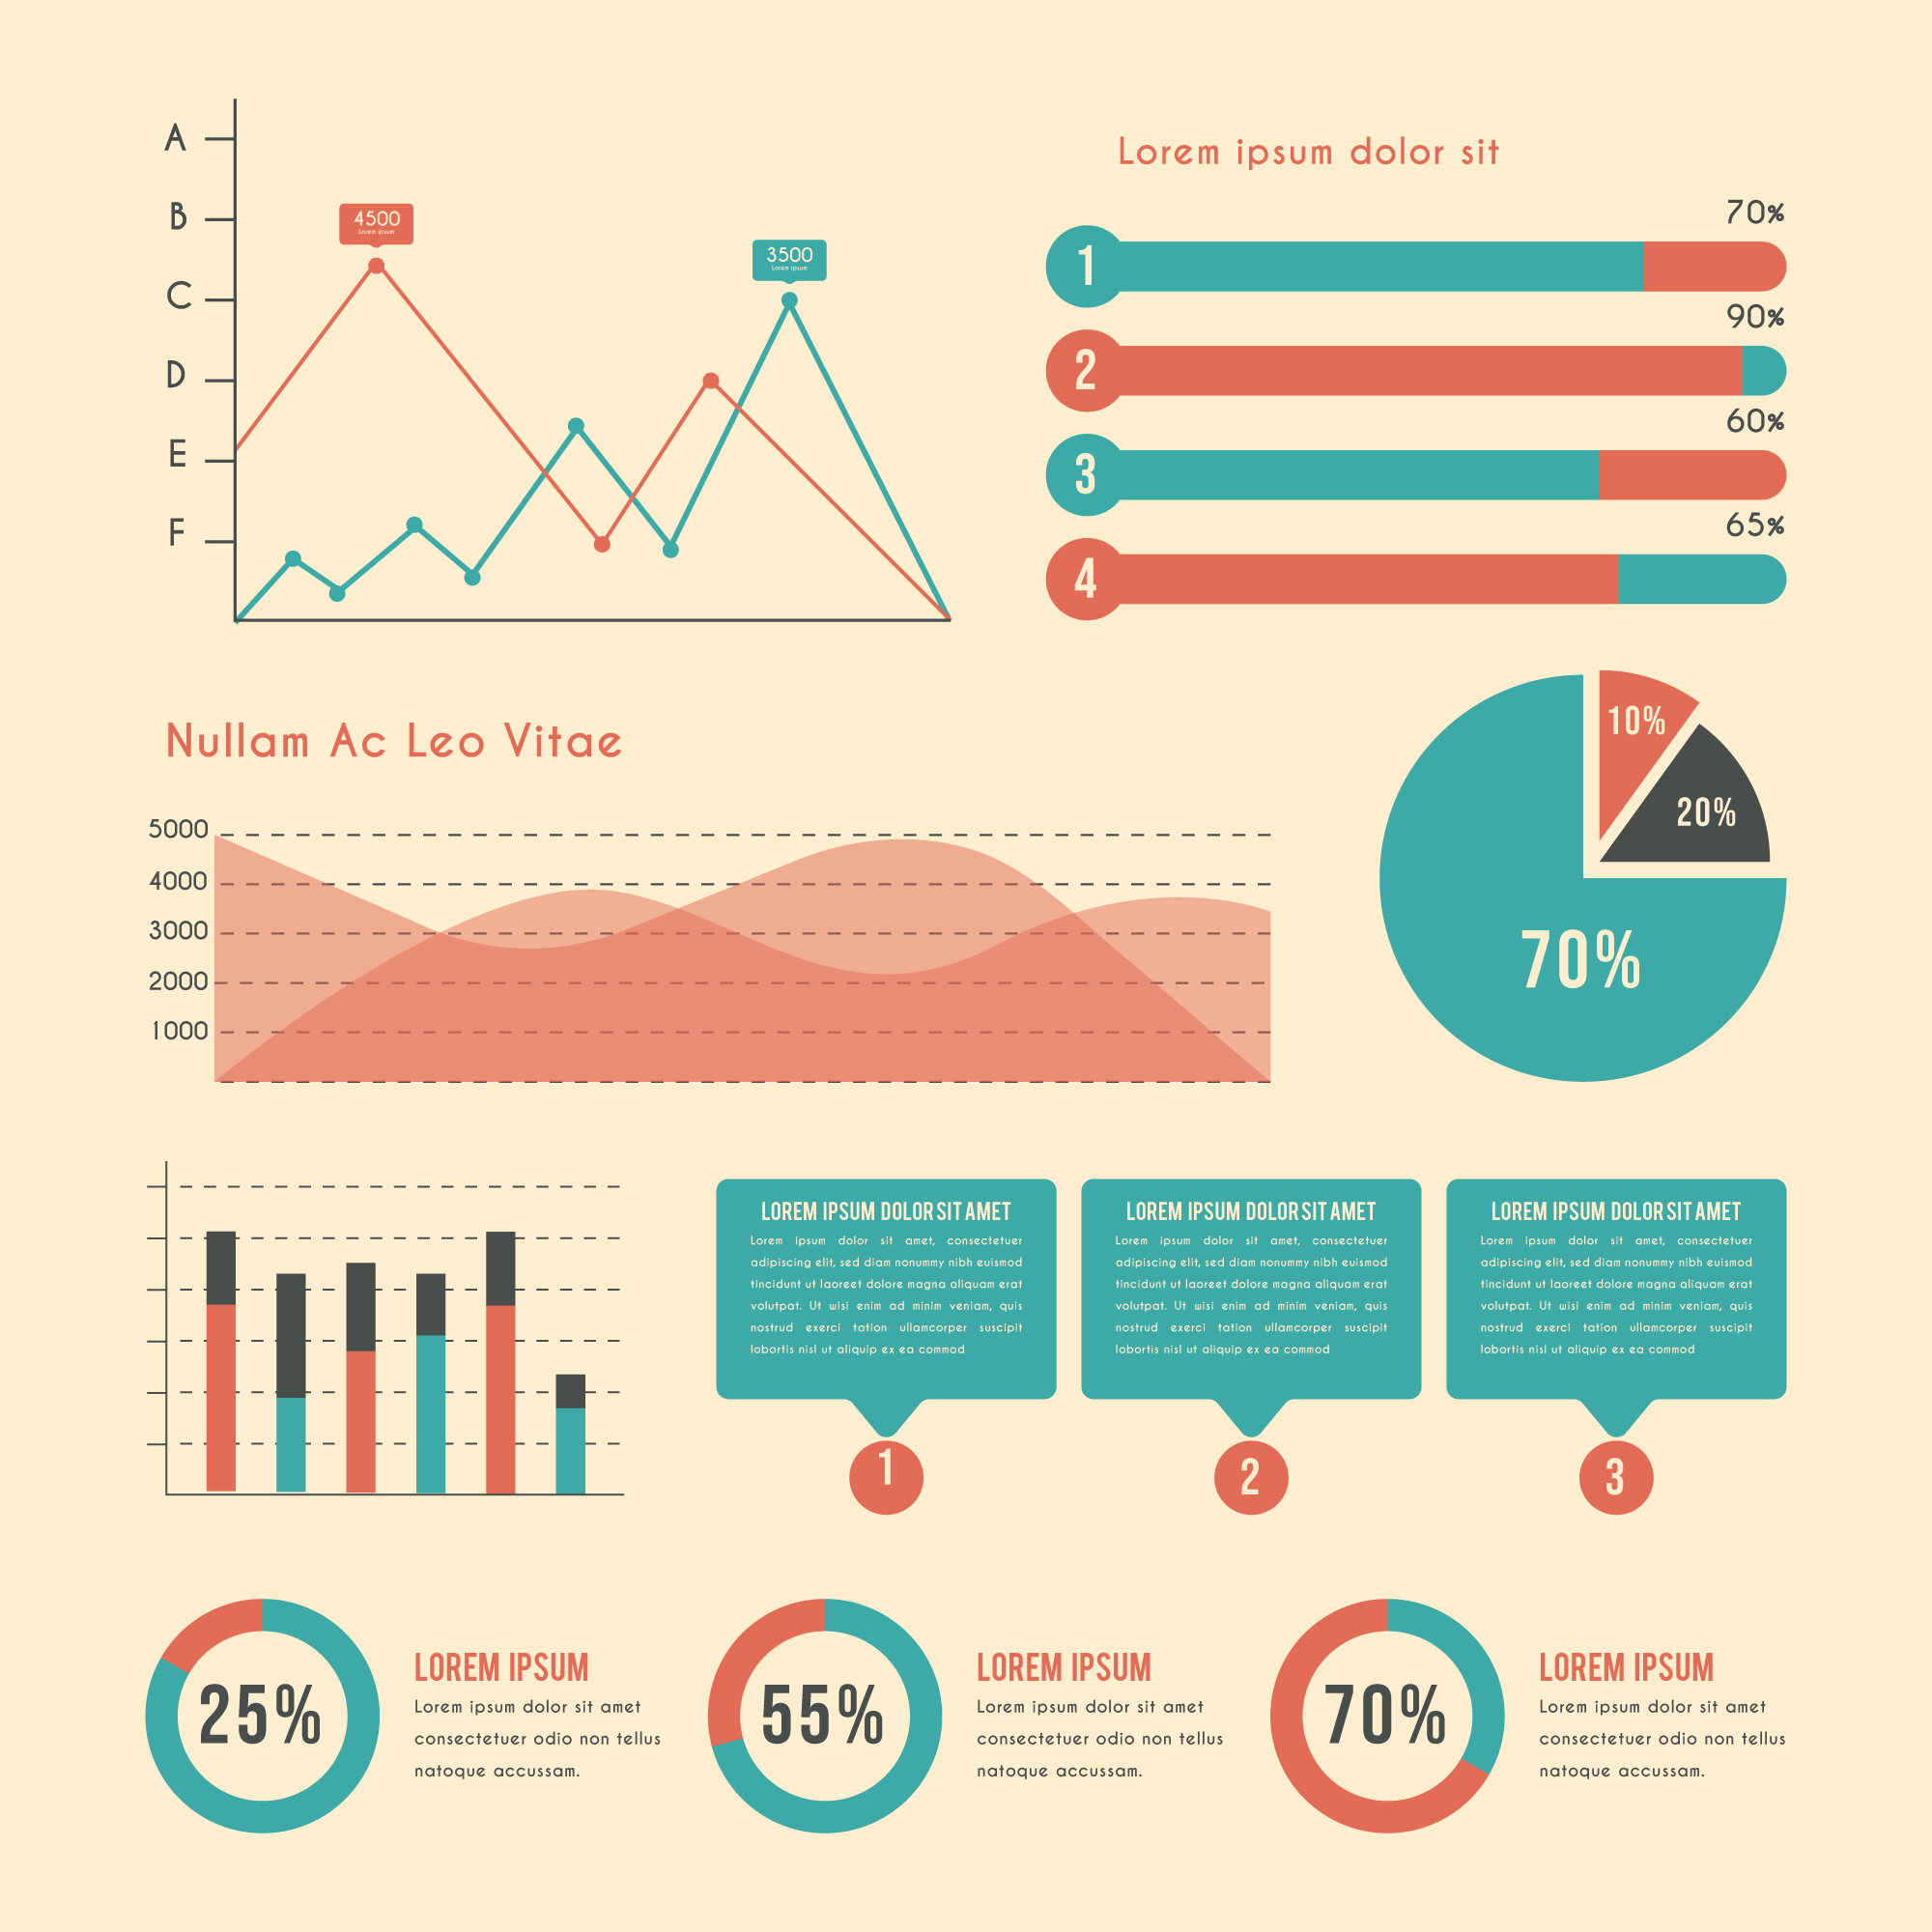 A
B
C
D
E
F
4500
Lorem ipsum
3500
Lorem ipsum
Lorem ipsum dolor sit
70%
1
90%
2
60%
3
65%
4
Nullam Ac Leo Vitae
5000
4000
3000
2000
1000
10%
20%
70%
LOREM IPSUM DOLOR SIT AMET
Lorem ipsum dolor sit amet, consectetuer
adipiscing elit, sed diam nonummy nibh euismod
tincidunt ut laoreet dolore magna aliquam erat
volutpat. Ut wisi enim ad minim veniam, quis
nostrud exerci tation ullamcorper suscipit
lobortis nisl ut aliquip ex ea commod
1
LOREM IPSUM DOLOR SIT AMET
Lorem ipsum dolor sit amet, consectetuer
adipiscing elit, sed diam nonummy nibh euismod
tincidunt ut laoreet dolore magna aliquam erat
volutpat. Ut wisi enim ad minim veniam, quis
nostrud exerci tation ullamcorper suscipit
lobortis nisl ut aliquip ex ea commod
2
LOREM IPSUM DOLOR SIT AMET
Lorem ipsum dolor sit amet, consectetuer
adipiscing elit, sed diam nonummy nibh euismod
tincidunt ut laoreet dolore magna aliquam erat
volutpat. Ut wisi enim ad minim veniam, quis
nostrud exerci tation ullamcorper suscipit
lobortis nisl ut aliquip ex ea commod
3
25%
LOREM IPSUM
Lorem ipsum dolor sit amet
consectetuer odio non tellus
natoque accussam.
55%
LOREM IPSUM
Lorem ipsum dolor sit amet
consectetuer odio non tellus
natoque accussam.
70%
LOREM IPSUM
Lorem ipsum dolor sit amet
consectetuer odio non tellus
natoque accussam.